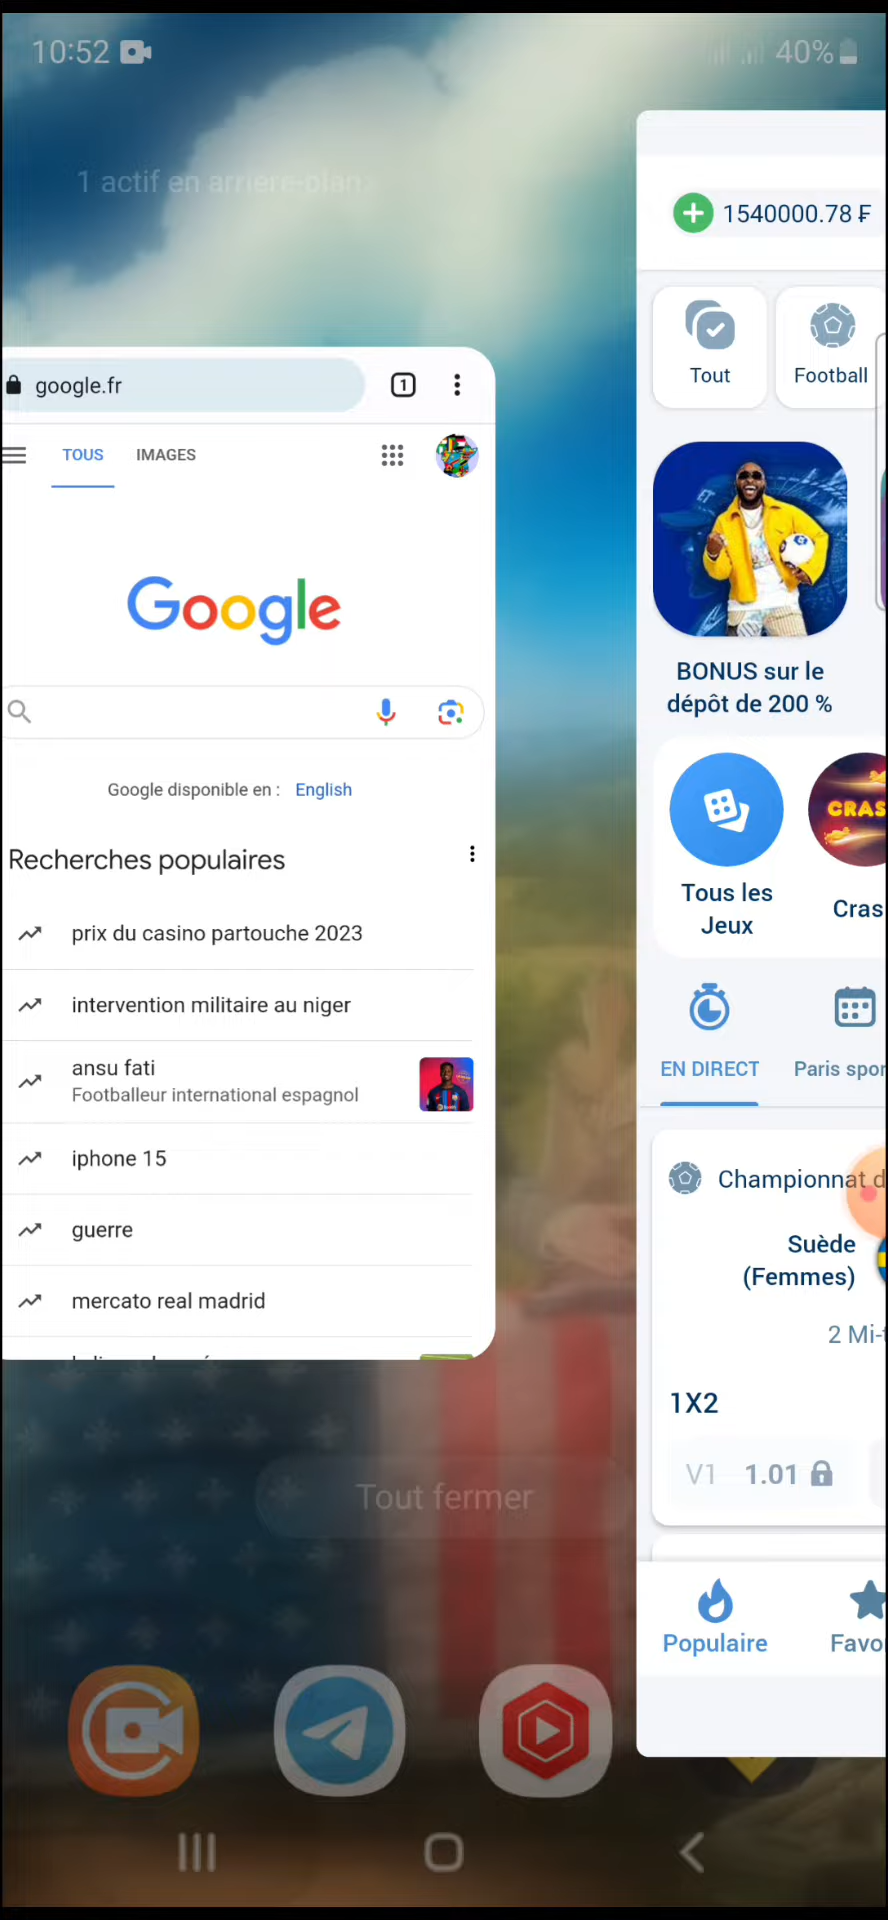 10:52
40%
1 actif en arrière-plan
google.fr
1
TOUS IMAGES
Google
Google disponible en : English
Recherches populaires
prix du casino partouche 2023
intervention militaire au niger
ansu fati
Footballeur international espagnol
iphone 15
guerre
mercato real madrid
Tout fermer
1540000.78 ₣
Tout
Football
BONUS sur le
dépôt de 200 %
CRAS
Tous les
Jeux
Cras
EN DIRECT
Paris spor
Championnat d
Suède
(Femmes)
2 Mi-t
1X2
V1 1.01
Populaire
Favo